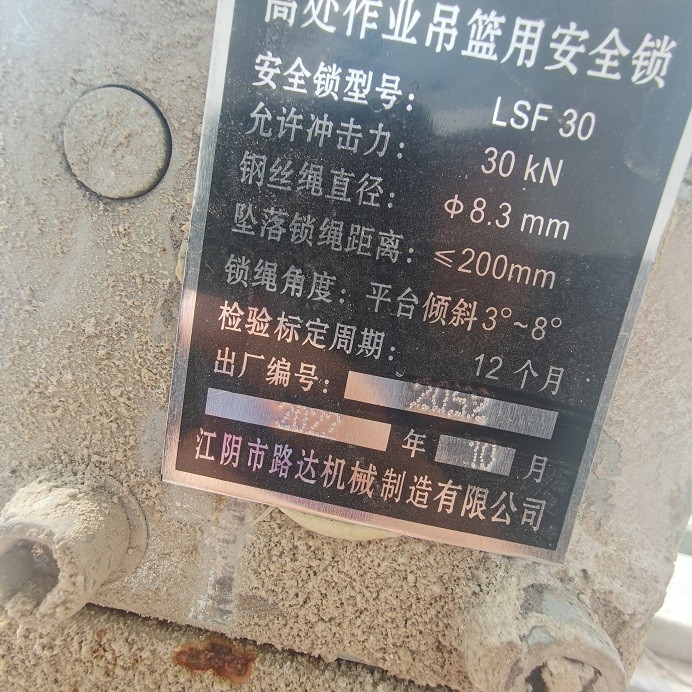 高处作业吊篮用安全锁
安全锁型号: LSF 30
允许冲击力: 30 kN
钢丝绳直径: ϕ8.3 mm
坠落锁绳距离: ≤200mm
锁绳角度: 平台倾斜3°~8°
检验标定周期: 12 个月
出厂编号:
2022 年 10 月
江阴市路达机械制造有限公司